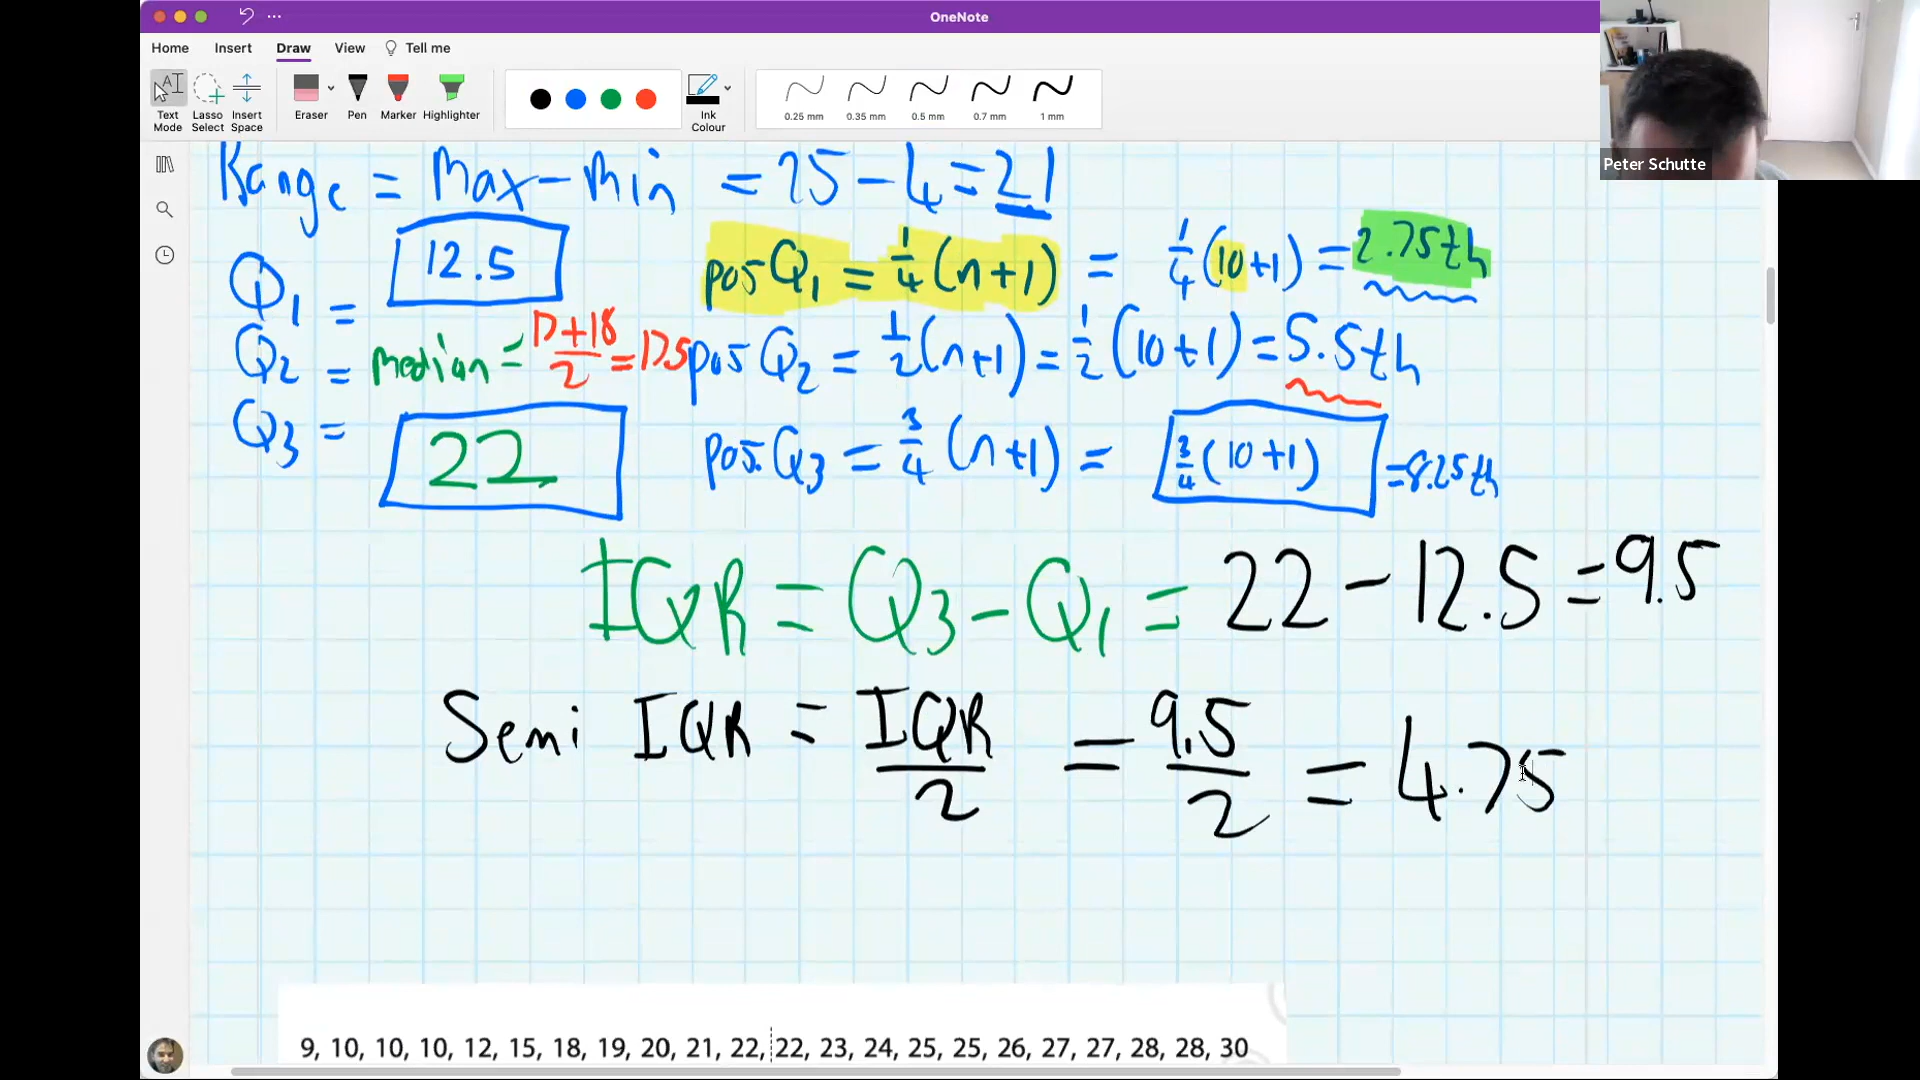 OneNote
Home Insert Draw View Tell me
Text Mode Lasso Select Insert Space Eraser Pen Marker Highlighter Ink Colour 0.25 mm 0.35 mm 0.5 mm 0.7 mm 1 mm
Peter Schutte
Range = Max - Min = 25 - 4 = 21
Q1 = 12.5 pos Q1 = 1/4 (n+1) = 1/4 (10+1) = 2.75th
Q2 = median = 17+18/2 = 17.5 pos Q2 = 1/2 (n+1) = 1/2 (10+1) = 5.5th
Q3 = 22 pos. Q3 = 3/4 (n+1) = 3/4 (10+1) = 8.25th
IQR = Q3 - Q1 = 22 - 12.5 = 9.5
Semi IQR = IQR/2 = 9.5/2 = 4.75
9, 10, 10, 10, 12, 15, 18, 19, 20, 21, 22, 22, 23, 24, 25, 25, 26, 27, 27, 28, 28, 30